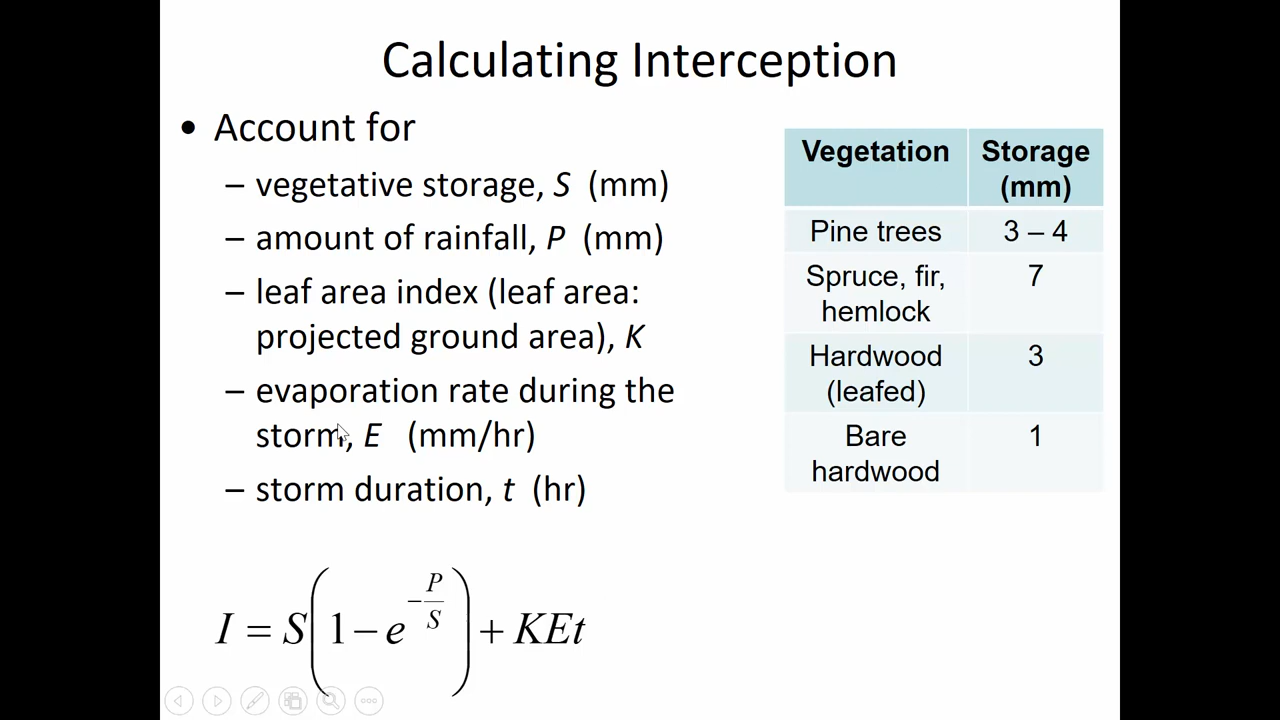 Calculating Interception
• Account for
– vegetative storage, S (mm)
– amount of rainfall, P (mm)
– leaf area index (leaf area:
projected ground area), K
– evaporation rate during the
storm, E (mm/hr)
– storm duration, t (hr)
I = S(1 − e^{−P/S}) + KEt
Vegetation Storage
(mm)
Pine trees 3 – 4
Spruce, fir, 7
hemlock
Hardwood 3
(leafed)
Bare 1
hardwood